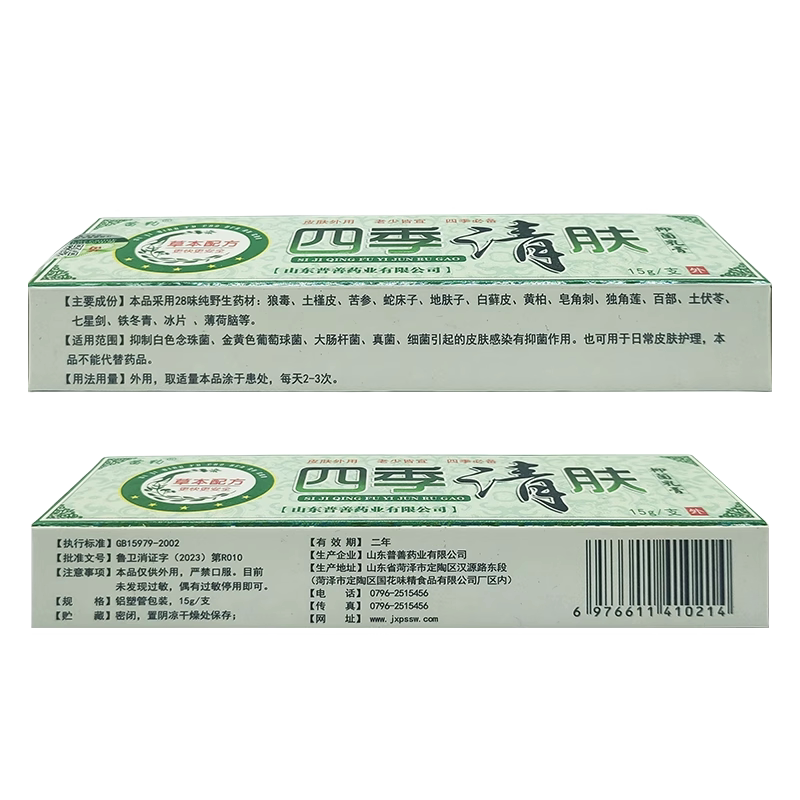 皮肤外用 老少皆宜 四季必备
草本配方
更快更安全
四季清肤
抑菌乳膏
SI JI QING FU YI JUN RU GAO
【山东普善药业有限公司】
15g/支
外
【主要成份】本品采用28味纯野生药材：狼毒、土槿皮、苦参、蛇床子、地肤子、白藓皮、黄柏、皂角刺、独角莲、百部、土伏苓、
七星剑、铁冬青、冰片 、薄荷脑等。
【适用范围】抑制白色念珠菌、金黄色葡萄球菌、大肠杆菌、真菌、细菌引起的皮肤感染有抑菌作用。也可用于日常皮肤护理，本
品不能代替药品。
【用法用量】外用，取适量本品涂于患处，每天2-3次。
皮肤外用 老少皆宜 四季必备
草本配方
更快更安全
四季清肤
抑菌乳膏
SI JI QING FU YI JUN RU GAO
【山东普善药业有限公司】
15g/支
外
【执行标准】GB15979-2002
【批准文号】鲁卫消证字（2023）第R010
【注意事项】本品仅供外用，严禁口服。目前
未发现过敏，偶有过敏停用即可。
【规 格】铝塑管包装，15g/支
【贮 藏】密闭，置阴凉干燥处保存；
【有 效 期】二年
【生产企业】山东普善药业有限公司
【生产地址】山东省菏泽市定陶区汉源路东段
（菏泽市定陶区国花味精食品有限公司厂区内）
【电 话】0796-2515456
【传 真】0796-2515456
【网 址】www.jxpssw.com
6 976611 410214